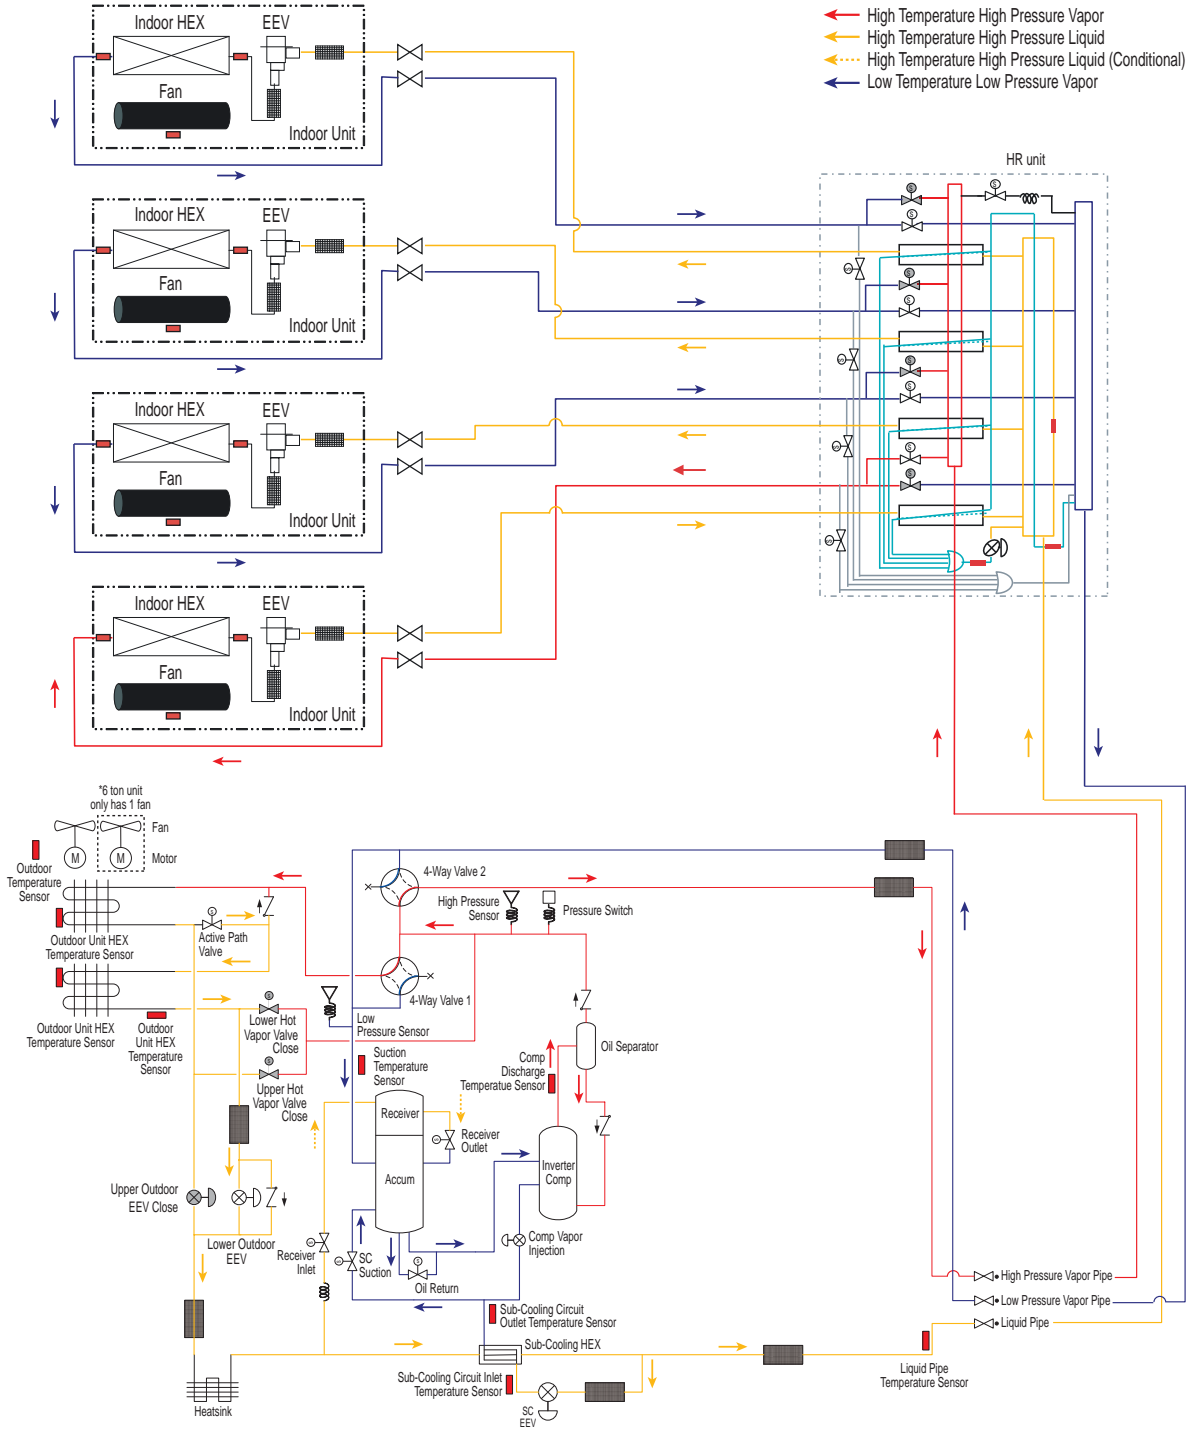 High Temperature High Pressure Vapor
High Temperature High Pressure Liquid
High Temperature High Pressure Liquid (Conditional)
Low Temperature Low Pressure Vapor
Indoor HEX
EEV
Fan
Indoor Unit
HR unit
S
S
S
S
S
S
S
S
S
S
S
S
S
Indoor HEX
EEV
Fan
Indoor Unit
Indoor HEX
EEV
Fan
Indoor Unit
Indoor HEX
EEV
Fan
Indoor Unit
*6 ton unit
only has 1 fan
Fan
M
M
Motor
Outdoor
Temperature
Sensor
4-Way Valve 2
High Pressure
Sensor
Pressure Switch
S
Active Path
Valve
Outdoor Unit HEX
Temperature Sensor
4-Way Valve 1
Outdoor Unit HEX
Temperature Sensor
Outdoor
Unit HEX
Temperature
Sensor
S
Lower Hot
Vapor Valve
Close
Low
Pressure Sensor
Suction
Temperature
Sensor
Comp
Discharge
Temperatue Sensor
Oil Separator
S
Upper Hot
Vapor Valve
Close
Receiver
S
Receiver
Outlet
Accum
Inverter
Comp
Upper Outdoor
EEV Close
Lower Outdoor
EEV
S
Receiver
Inlet
S
SC
Suction
S
Oil Return
Comp Vapor
Injection
High Pressure Vapor Pipe
Low Pressure Vapor Pipe
Liquid Pipe
Sub-Cooling Circuit
Outlet Temperature Sensor
Sub-Cooling HEX
Sub-Cooling Circuit Inlet
Temperature Sensor
SC
EEV
Liquid Pipe
Temperature Sensor
Heatsink